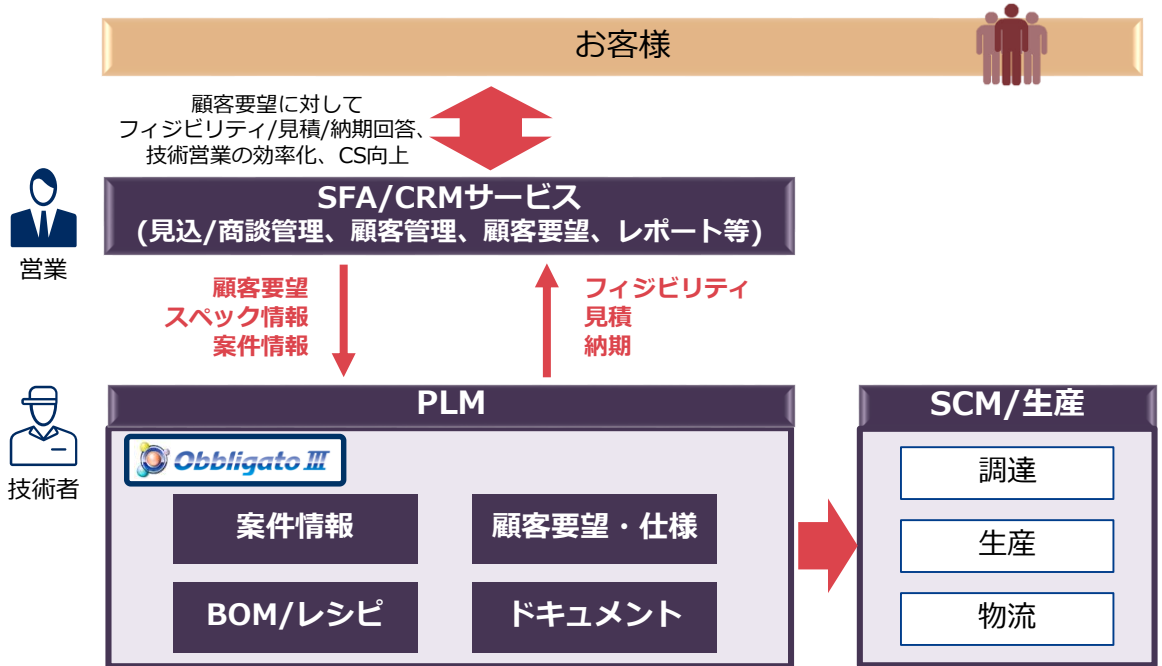 お客様
顧客要望に対して
フィジビリティ/見積/納期回答、
技術営業の効率化、CS向上
SFA/CRMサービス
(見込/商談管理、顧客管理、顧客要望、レポート等)
営業
顧客要望
スペック情報
案件情報
フィジビリティ
見積
納期
PLM
Obbligato III
案件情報
顧客要望・仕様
BOM/レシピ
ドキュメント
技術者
SCM/生産
調達
生産
物流